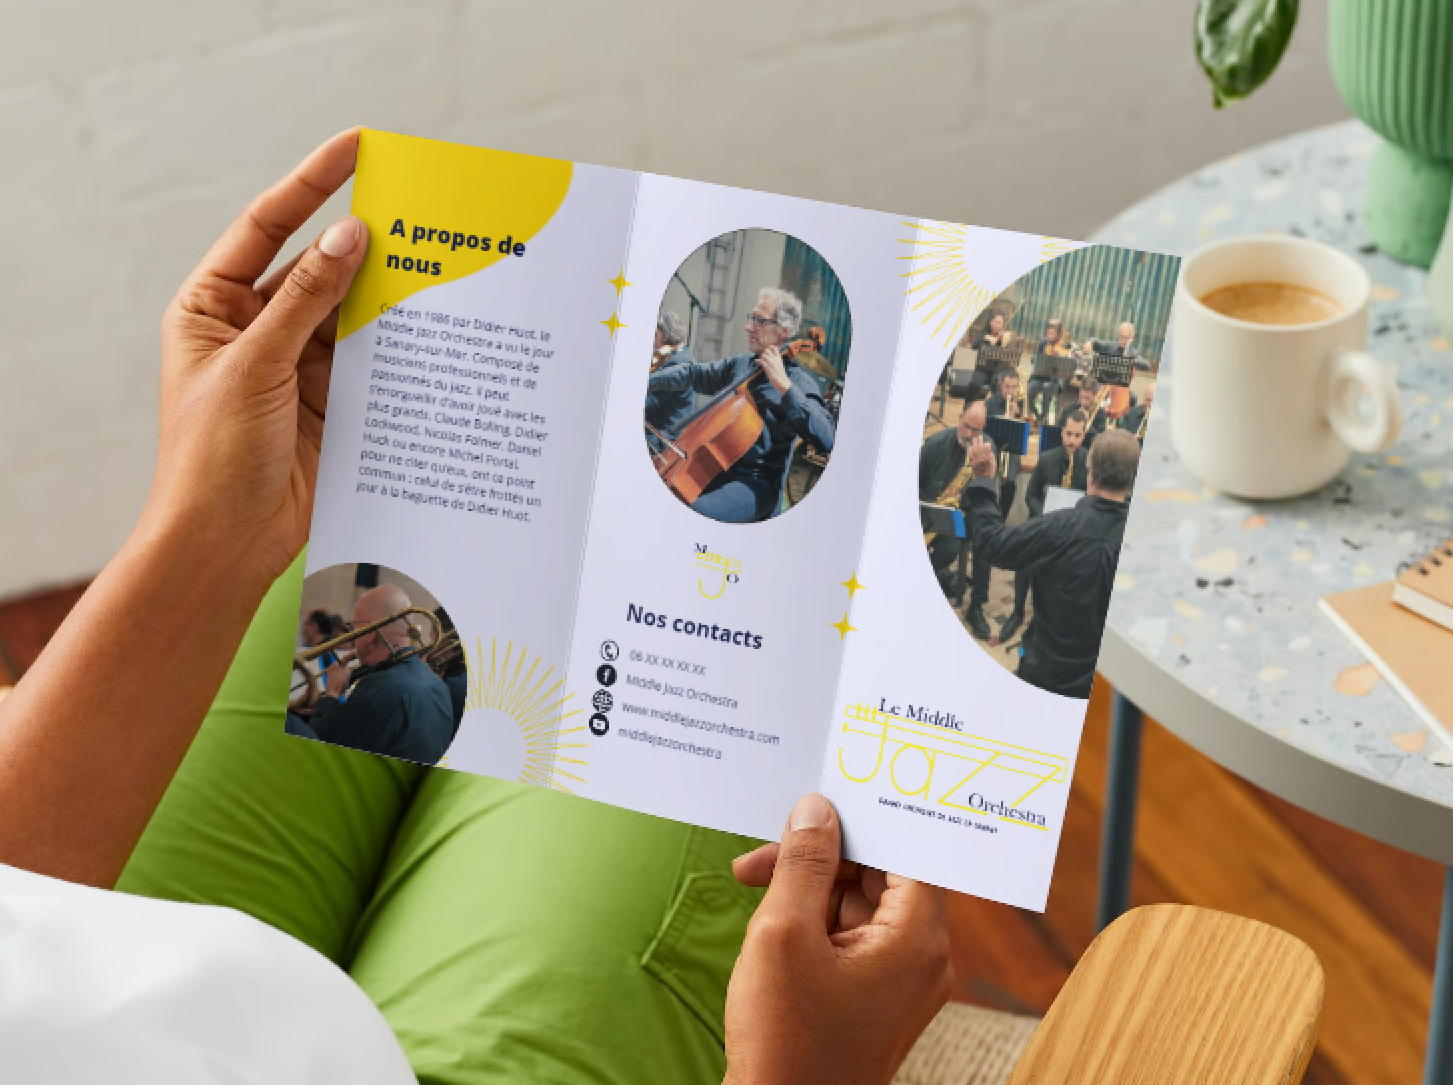 A propos de
nous
Créé en 1986 par Didier Huot, le
Middle Jazz Orchestra a vu le jour
à Sanary-sur-Mer. Composé de
musiciens professionnels et de
passionnés du jazz, il peut
s'enorgueillir d'avoir joué avec les
plus grands. Claude Bolling, Didier
Lockwood, Nicolas Folmer, Daniel
Huck ou encore Michel Portal,
pour ne citer qu'eux, ont ce point
commun : celui de s'être frottés un
jour à la baguette de Didier Huot.
M
J
O
Nos contacts
06 XX XX XX XX
Middle Jazz Orchestra
www.middlejazzorchestra.com
middlejazzorchestra
Le Middle
Jazz
Orchestra